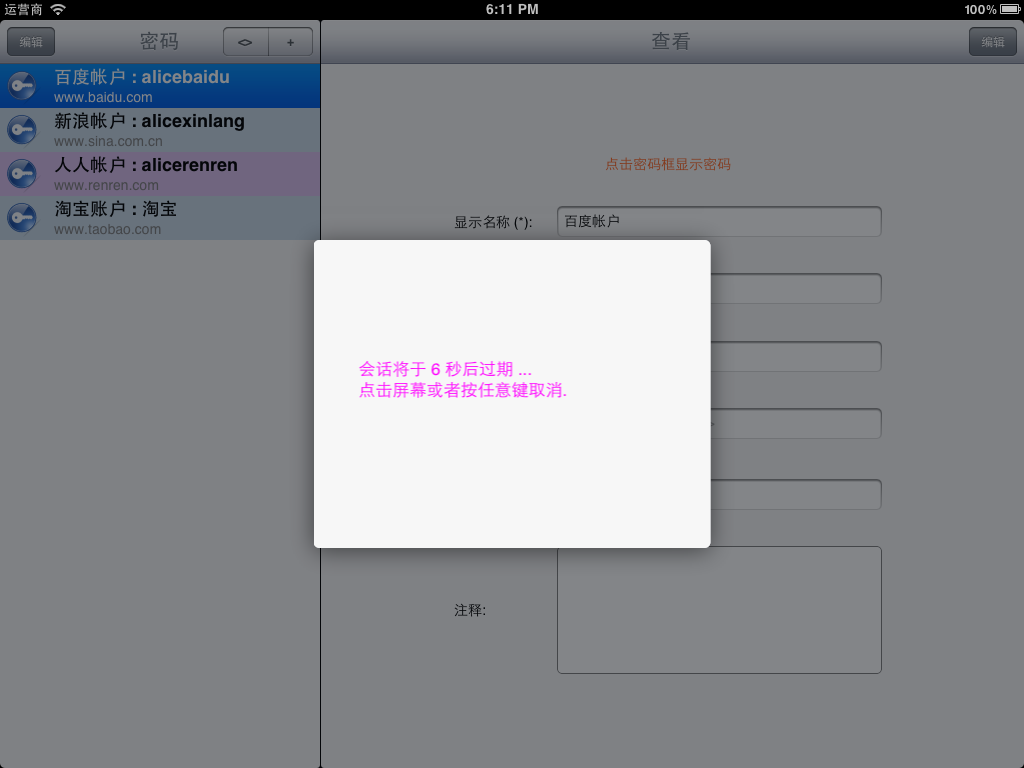 运营商 6:11 PM 100%
编辑 密码 <> +
查看 编辑
百度帐户 : alicebaidu
www.baidu.com
新浪帐户 : alicexinlang
www.sina.com.cn
人人帐户 : alicerenren
www.renren.com
淘宝账户 : 淘宝
www.taobao.com
点击密码框显示密码
显示名称 (*): 百度帐户
会话将于 6 秒后过期 ...
点击屏幕或者按任意键取消.
注释: